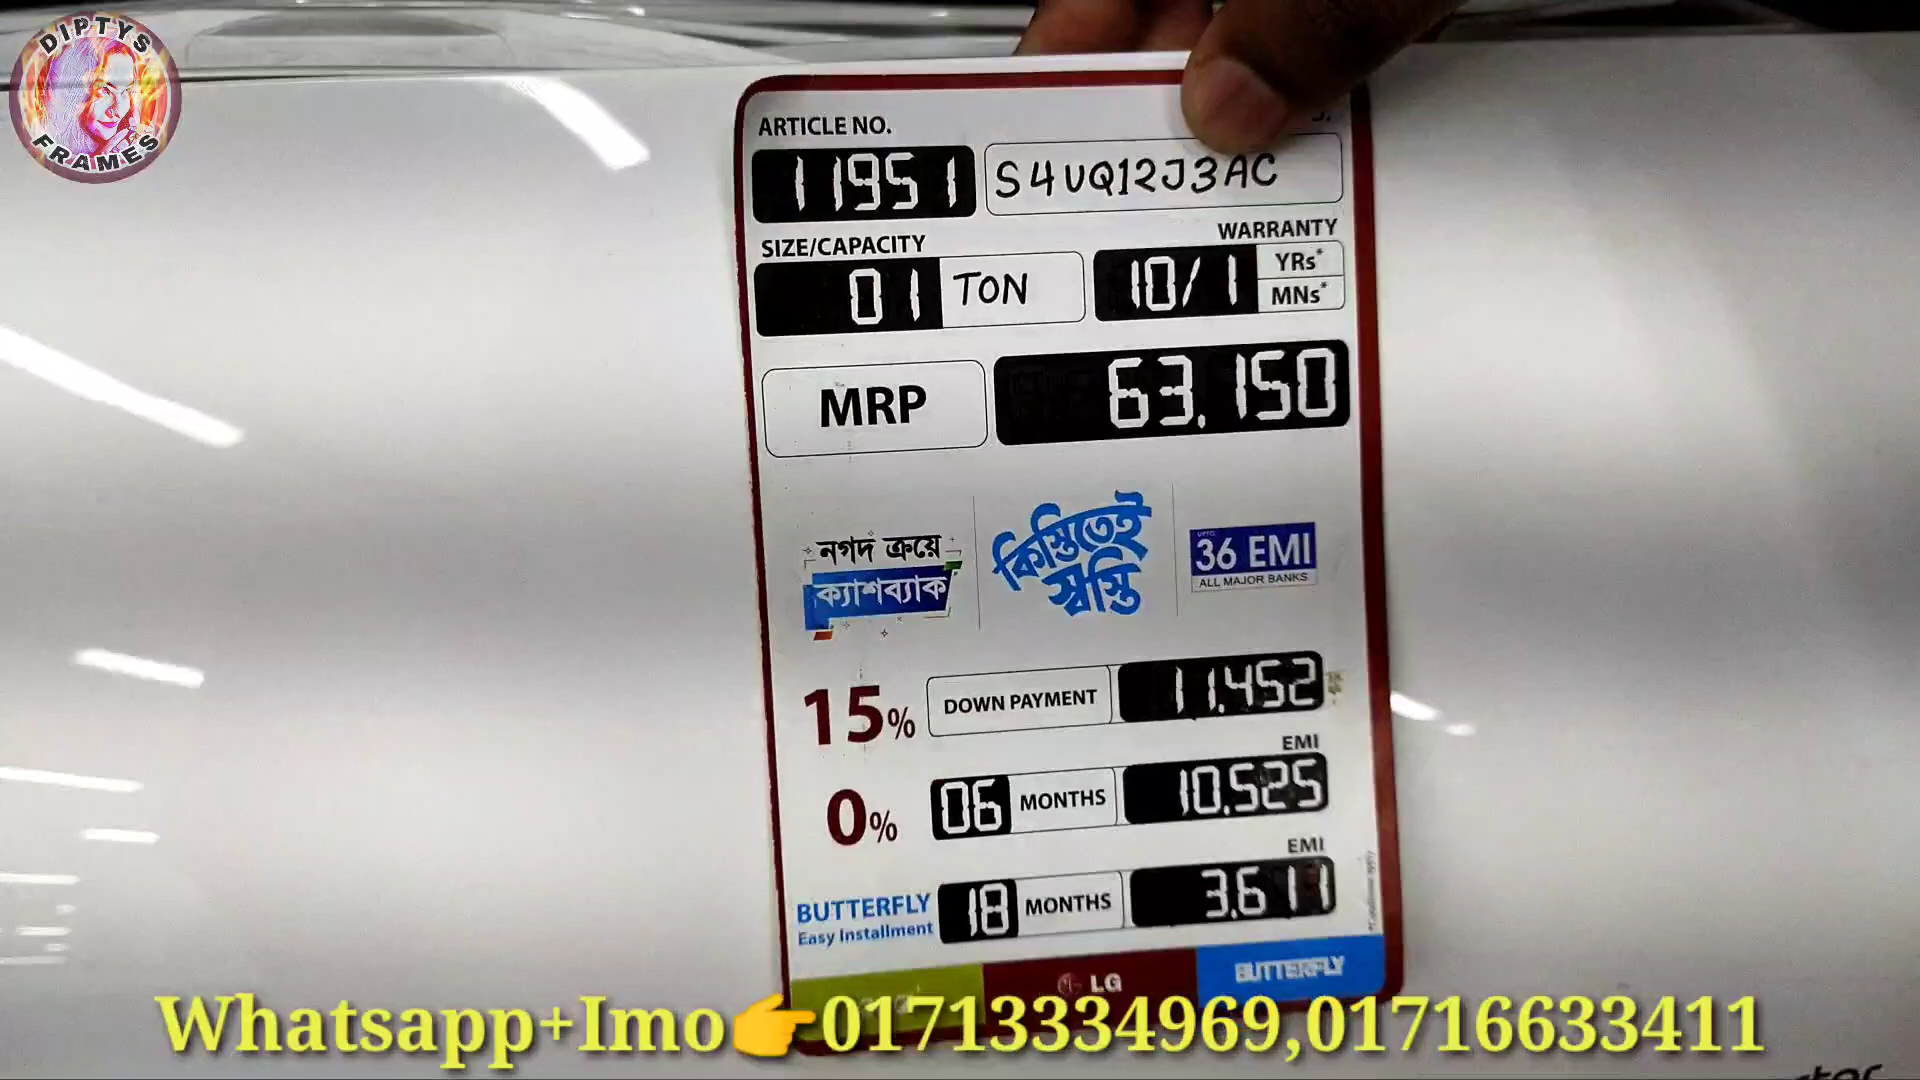 DIPTYS
FRAMES
ARTICLE NO.
11951 S4UQ12J3AC
SIZE/CAPACITY WARRANTY
01 TON 10/1 YRs*
MNs*
MRP 63,150
নগদ ক্রয়ে
ক্যাশব্যাক
কিস্তিতেই
স্বস্তি
UPTO
36 EMI
ALL MAJOR BANKS
15% DOWN PAYMENT 11,452
EMI
0% 06 MONTHS 10,525
EMI
BUTTERFLY 18 MONTHS 3,611
Easy Installment
LG BUTTERFLY
Whatsapp+Imo👉01713334969,01716633411